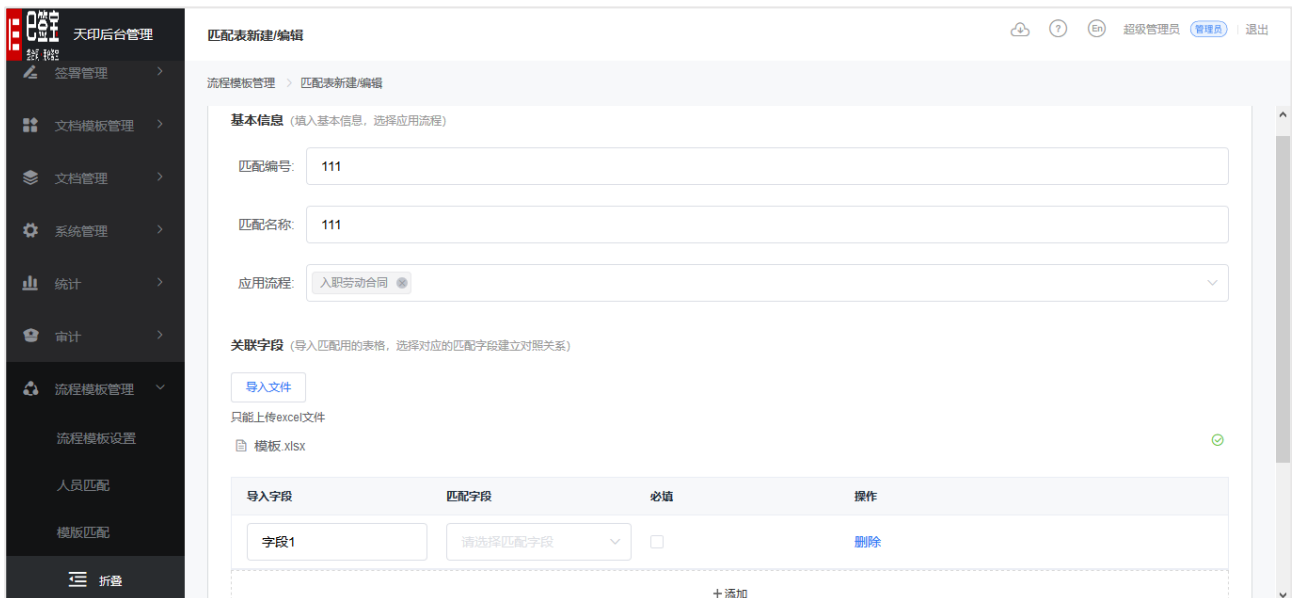 e签宝 天印后台管理
匹配表新建/编辑
En 超级管理员 管理员 退出
签署管理
文档模板管理
文档管理
系统管理
统计
审计
流程模板管理
流程模板设置
人员匹配
模版匹配
折叠
流程模板管理 > 匹配表新建/编辑
基本信息（填入基本信息，选择应用流程）
匹配编号: 111
匹配名称: 111
应用流程: 入职劳动合同
关联字段（导入匹配用的表格，选择对应的匹配字段建立对照关系）
导入文件
只能上传excel文件
模板.xlsx
导入字段 匹配字段 必填 操作
字段1 请选择匹配字段 删除
+ 添加